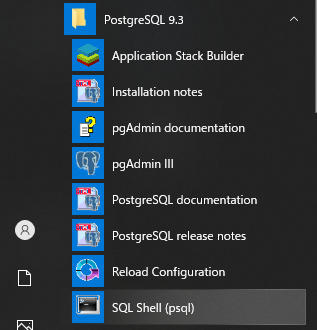 PostgreSQL 9.3
Application Stack Builder
Installation notes
pgAdmin documentation
pgAdmin III
PostgreSQL documentation
PostgreSQL release notes
Reload Configuration
SQL Shell (psql)